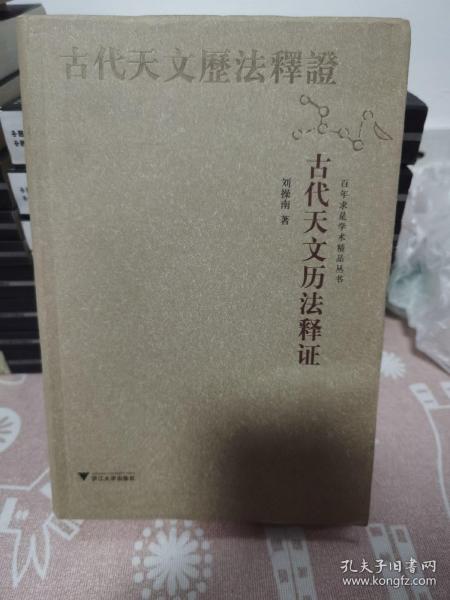 古代天文歷法釋證
百年求是学术精品丛书
古代天文历法释证
刘操南 著
浙江大学出版社
孔夫子旧书网
www.kongfz.com